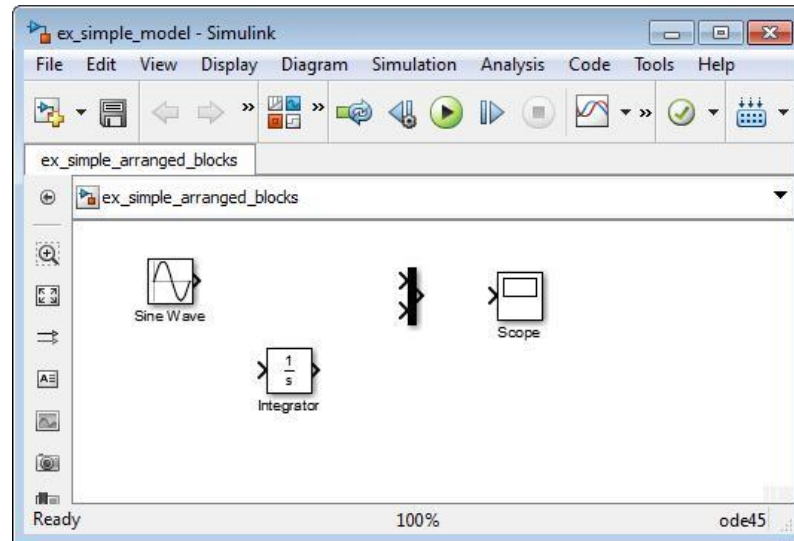 ex_simple_model - Simulink
File Edit View Display Diagram Simulation Analysis Code Tools Help
» » »
ex_simple_arranged_blocks
ex_simple_arranged_blocks
Sine Wave
Scope
1
s
Integrator
A
Ready 100% ode45